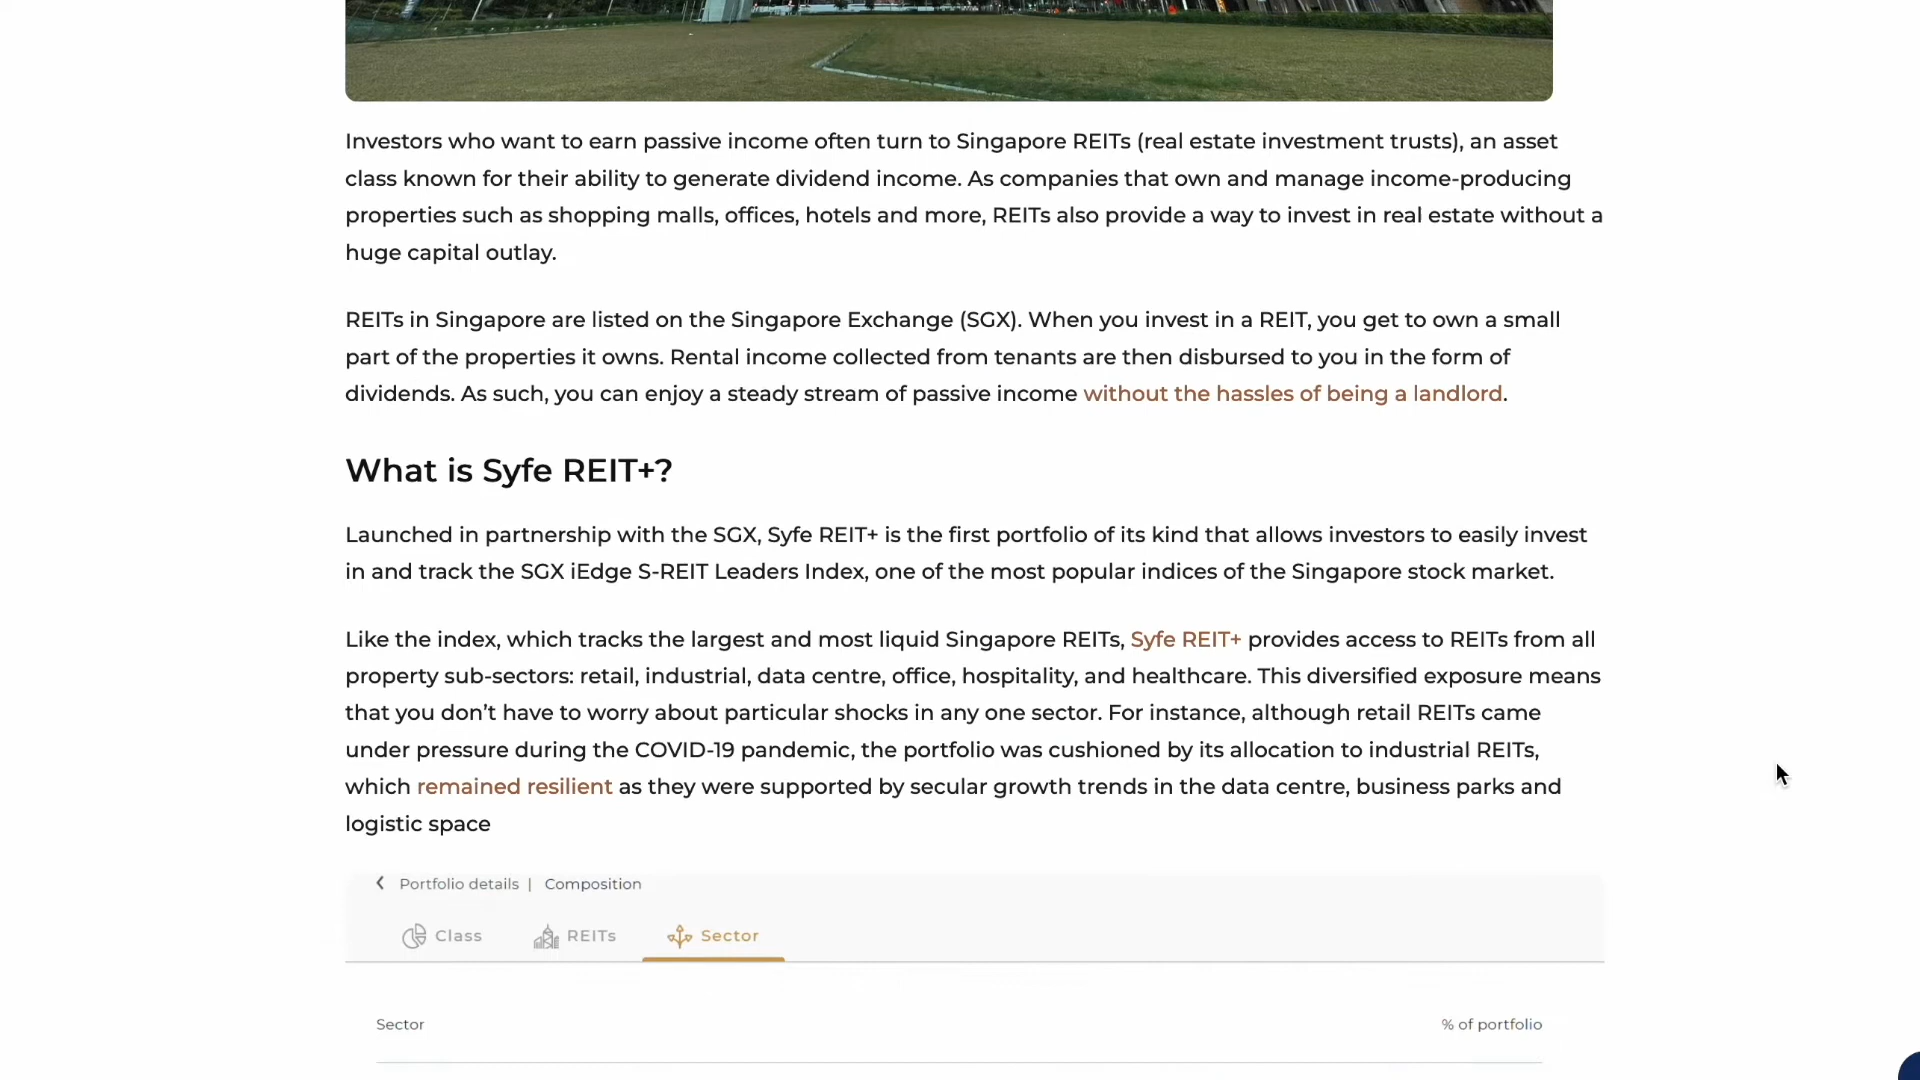 Investors who want to earn passive income often turn to Singapore REITs (real estate investment trusts), an asset
class known for their ability to generate dividend income. As companies that own and manage income-producing
properties such as shopping malls, offices, hotels and more, REITs also provide a way to invest in real estate without a
huge capital outlay.
REITs in Singapore are listed on the Singapore Exchange (SGX). When you invest in a REIT, you get to own a small
part of the properties it owns. Rental income collected from tenants are then disbursed to you in the form of
dividends. As such, you can enjoy a steady stream of passive income without the hassles of being a landlord.
What is Syfe REIT+?
Launched in partnership with the SGX, Syfe REIT+ is the first portfolio of its kind that allows investors to easily invest
in and track the SGX iEdge S-REIT Leaders Index, one of the most popular indices of the Singapore stock market.
Like the index, which tracks the largest and most liquid Singapore REITs, Syfe REIT+ provides access to REITs from all
property sub-sectors: retail, industrial, data centre, office, hospitality, and healthcare. This diversified exposure means
that you don’t have to worry about particular shocks in any one sector. For instance, although retail REITs came
under pressure during the COVID-19 pandemic, the portfolio was cushioned by its allocation to industrial REITs,
which remained resilient as they were supported by secular growth trends in the data centre, business parks and
logistic space
Portfolio details | Composition
Class REITs Sector
Sector % of portfolio